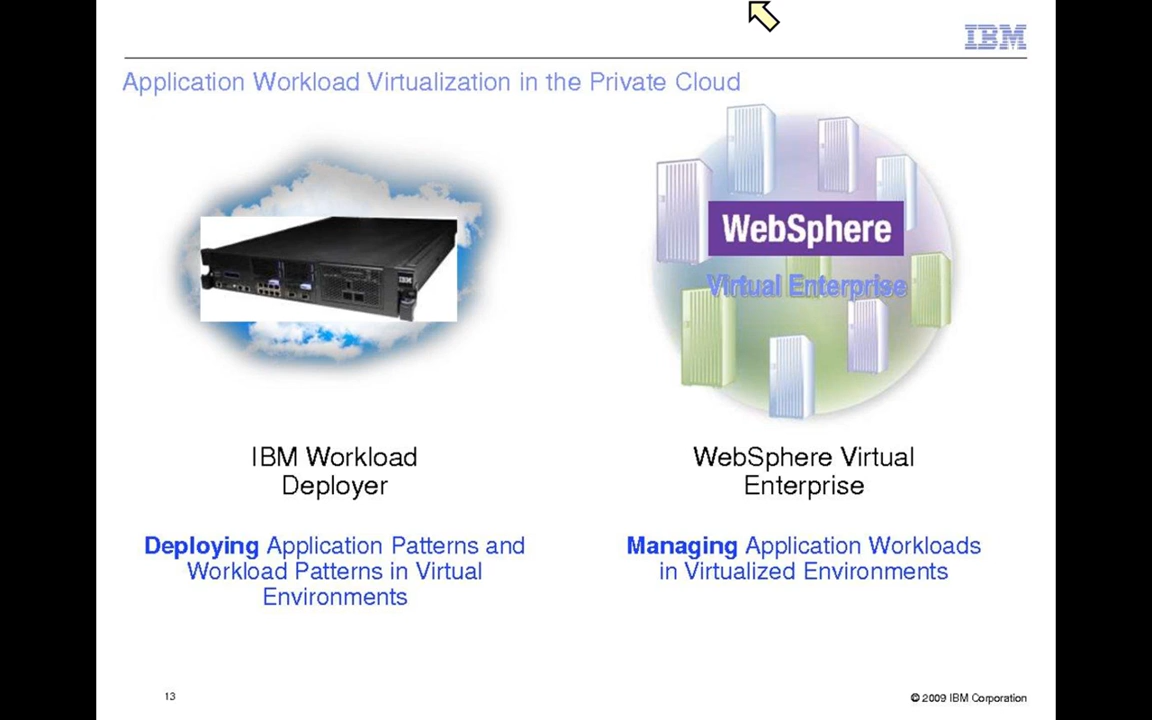 IBM
Application Workload Virtualization in the Private Cloud
WebSphere
Virtual Enterprise
IBM
IBM Workload
Deployer
WebSphere Virtual
Enterprise
Deploying Application Patterns and
Workload Patterns in Virtual
Environments
Managing Application Workloads
in Virtualized Environments
13
© 2009 IBM Corporation